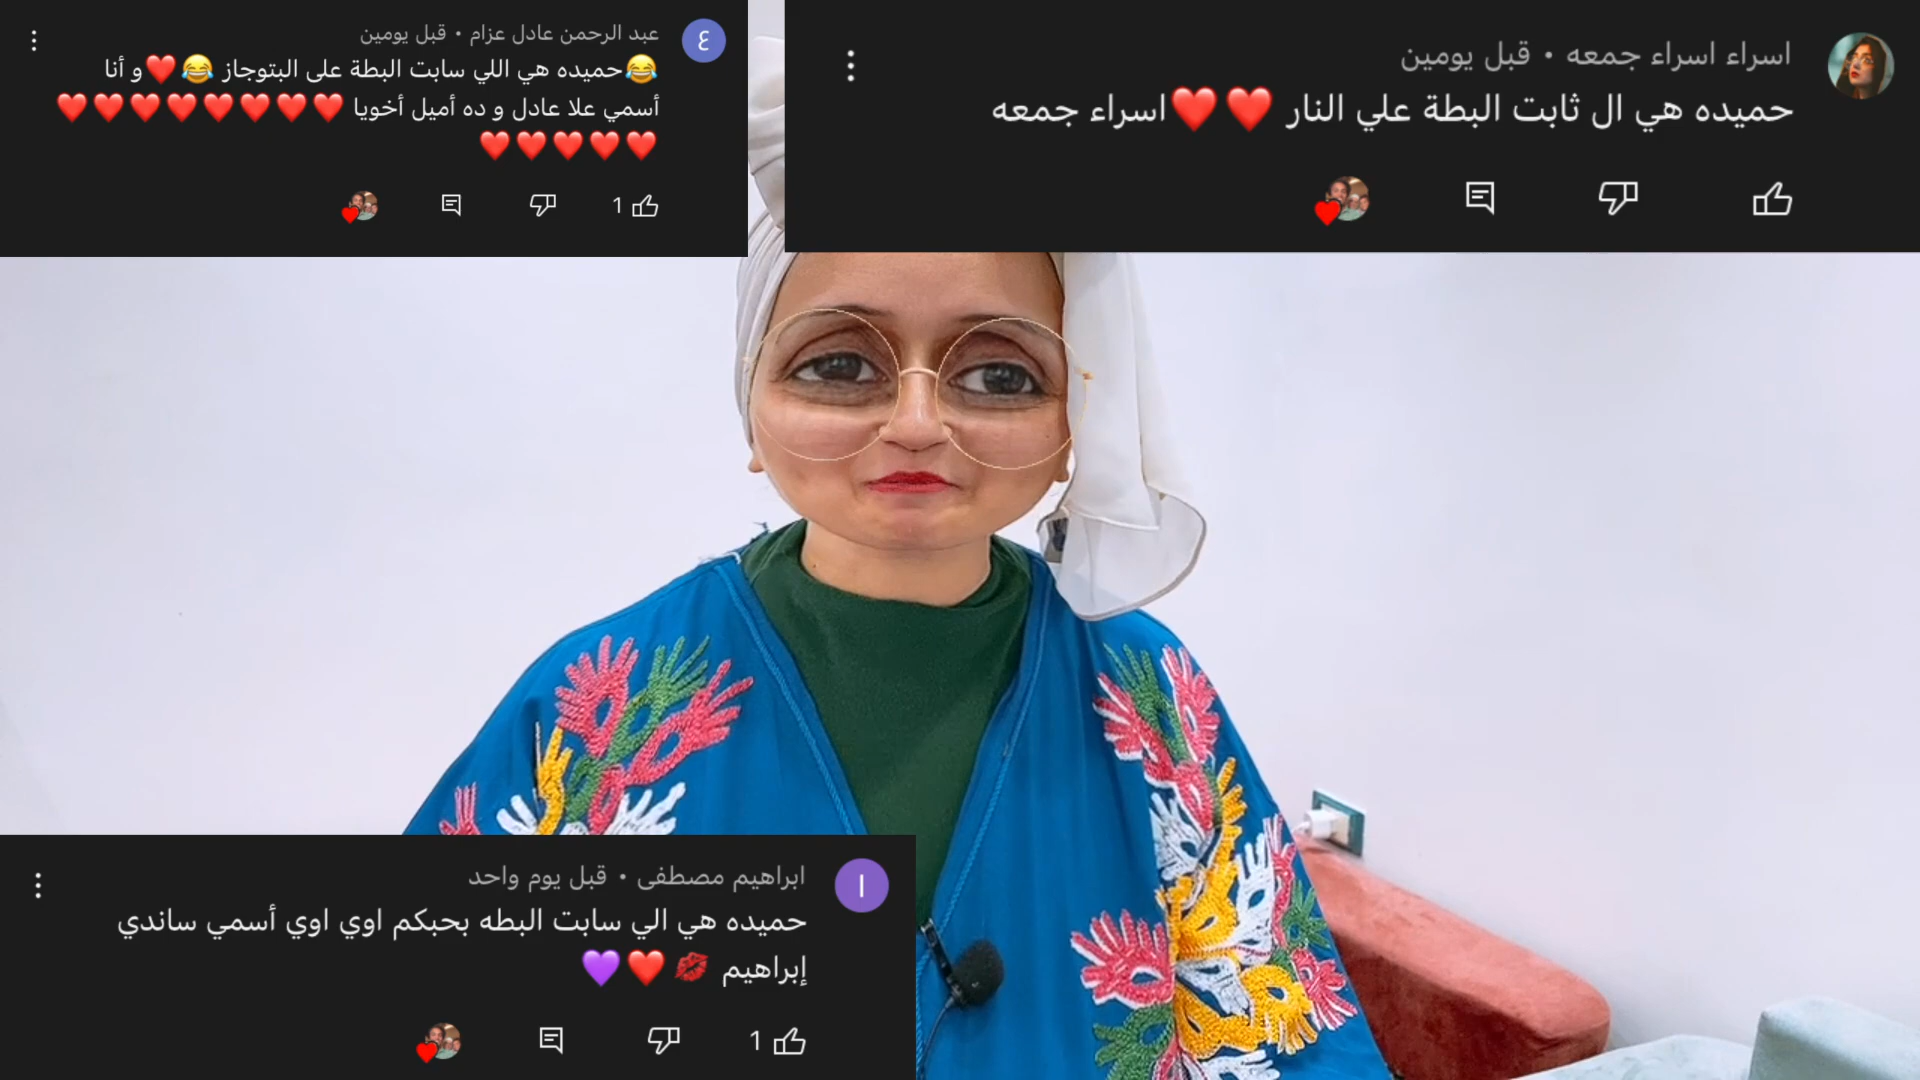 عبد الرحمن عادل عزام • قبل يومين
😂حميده هي اللي سابت البطة على البتوجاز 😂❤️و أنا
أسمي علا عادل و ده أميل أخويا ❤️❤️❤️❤️❤️❤️❤️❤️
❤️❤️❤️❤️❤️
1
ع
اسراء اسراء جمعه • قبل يومين
حميده هي ال ثابت البطة علي النار ❤️❤️اسراء جمعه
ابراهيم مصطفى • قبل يوم واحد
حميده هي الي سابت البطه بحبكم اوي اوي أسمي ساندي
إبراهيم 💋❤️💜
1
ا